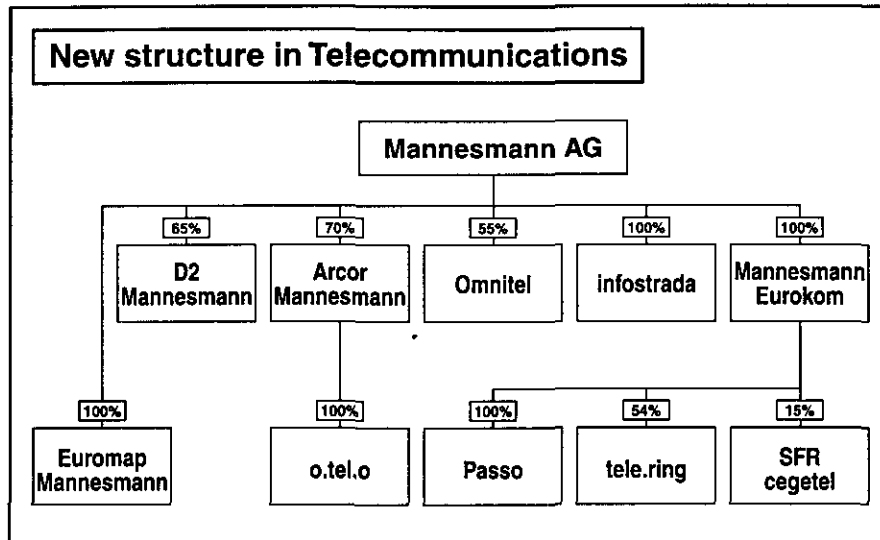 New structure in Telecommunications
Mannesmann AG
65%
70%
55%
100%
100%
D2
Mannesmann
Arcor
Mannesmann
Omnitel
infostrada
Mannesmann
Eurokom
100%
100%
100%
54%
15%
Euromap
Mannesmann
o.tel.o
Passo
tele.ring
SFR
cegetel